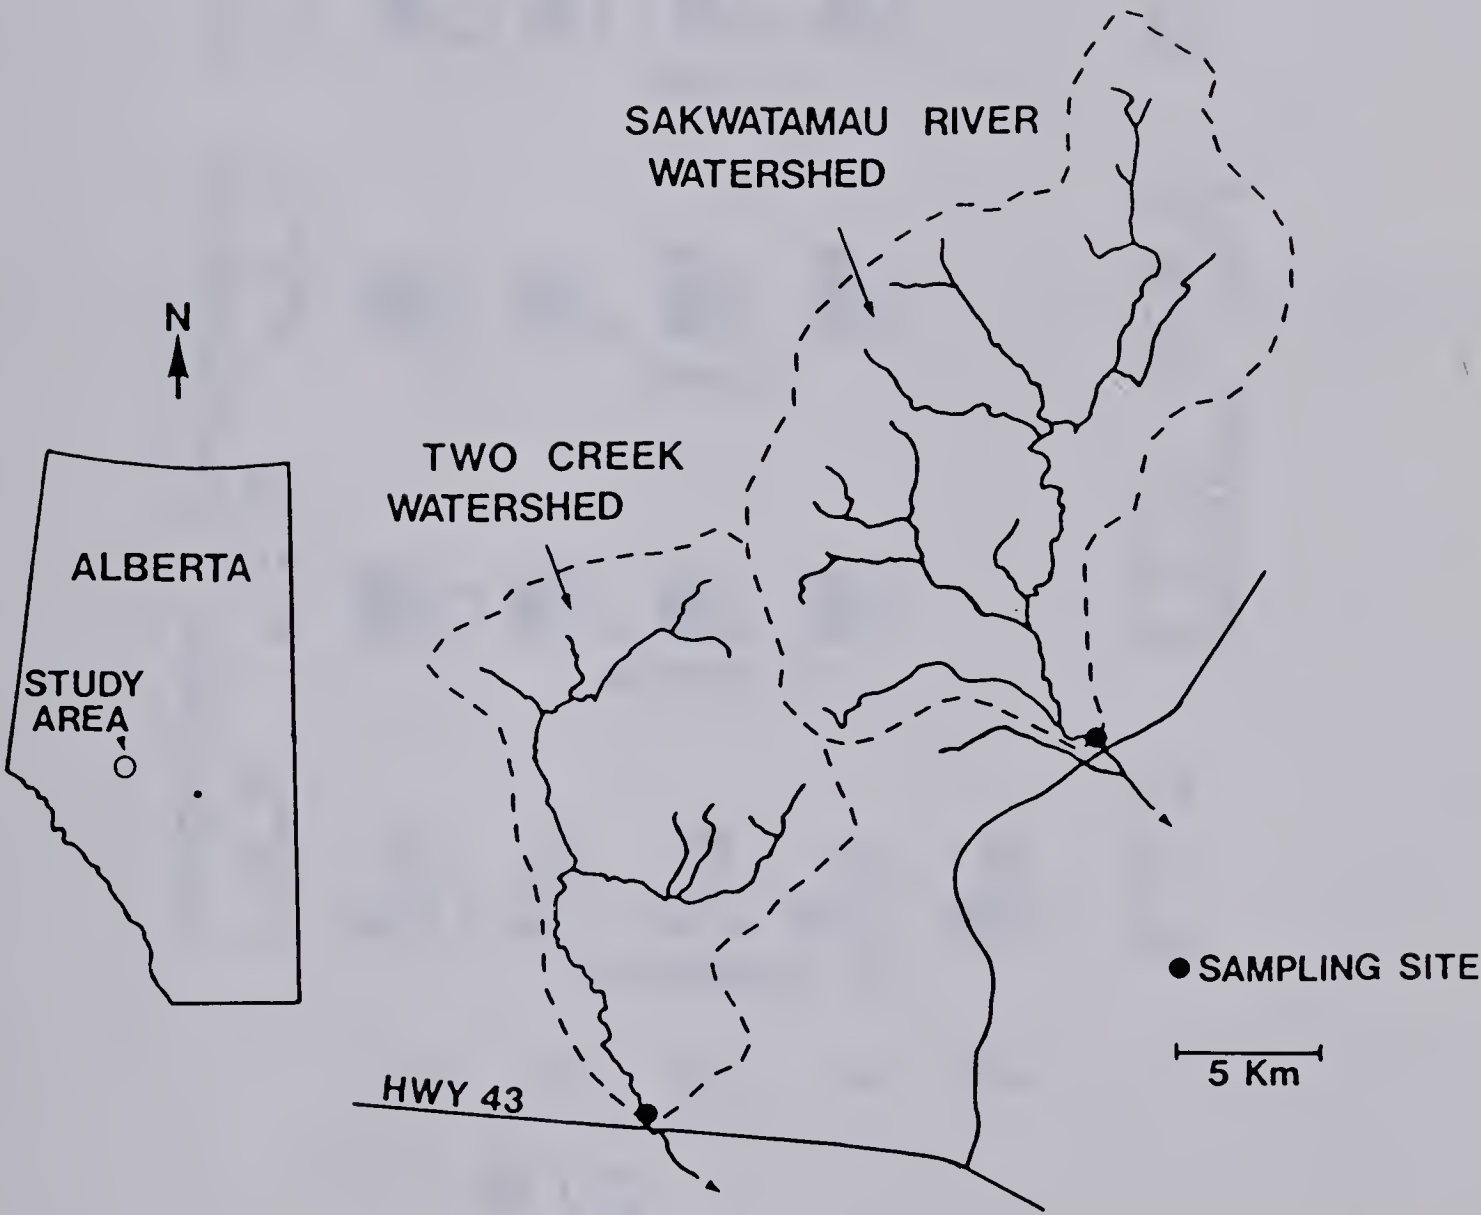 SAKWATAMAU RIVER
WATERSHED
N
TWO CREEK
WATERSHED
ALBERTA
STUDY
AREA
SAMPLING SITE
5 Km
HWY 43